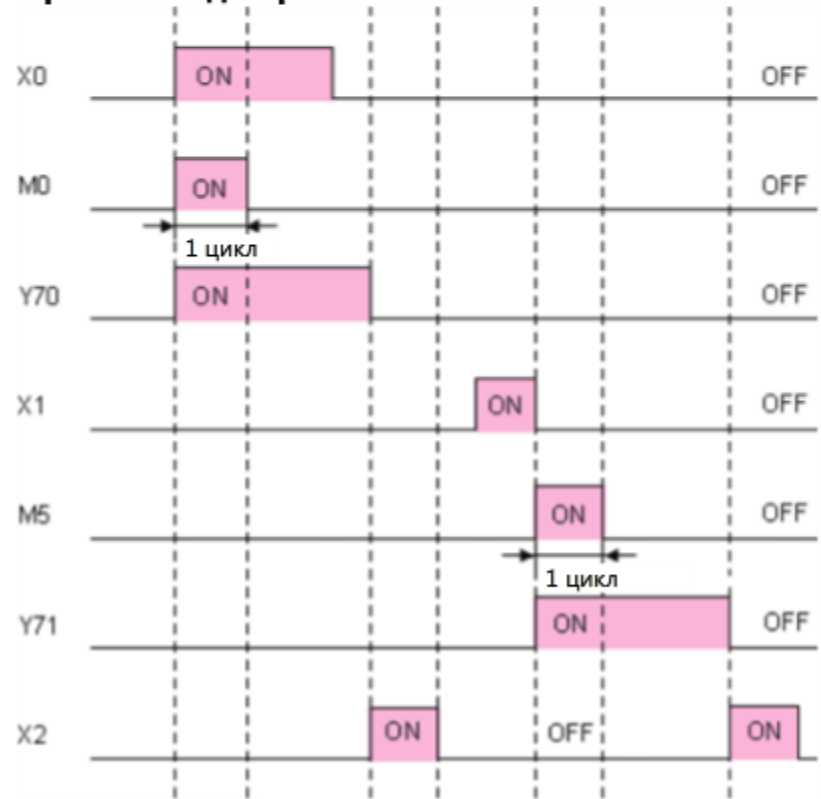 X0 ON OFF
M0 ON OFF
1 цикл
Y70 ON OFF
X1 ON OFF
M5 ON OFF
1 цикл
Y71 ON OFF
X2 ON OFF ON